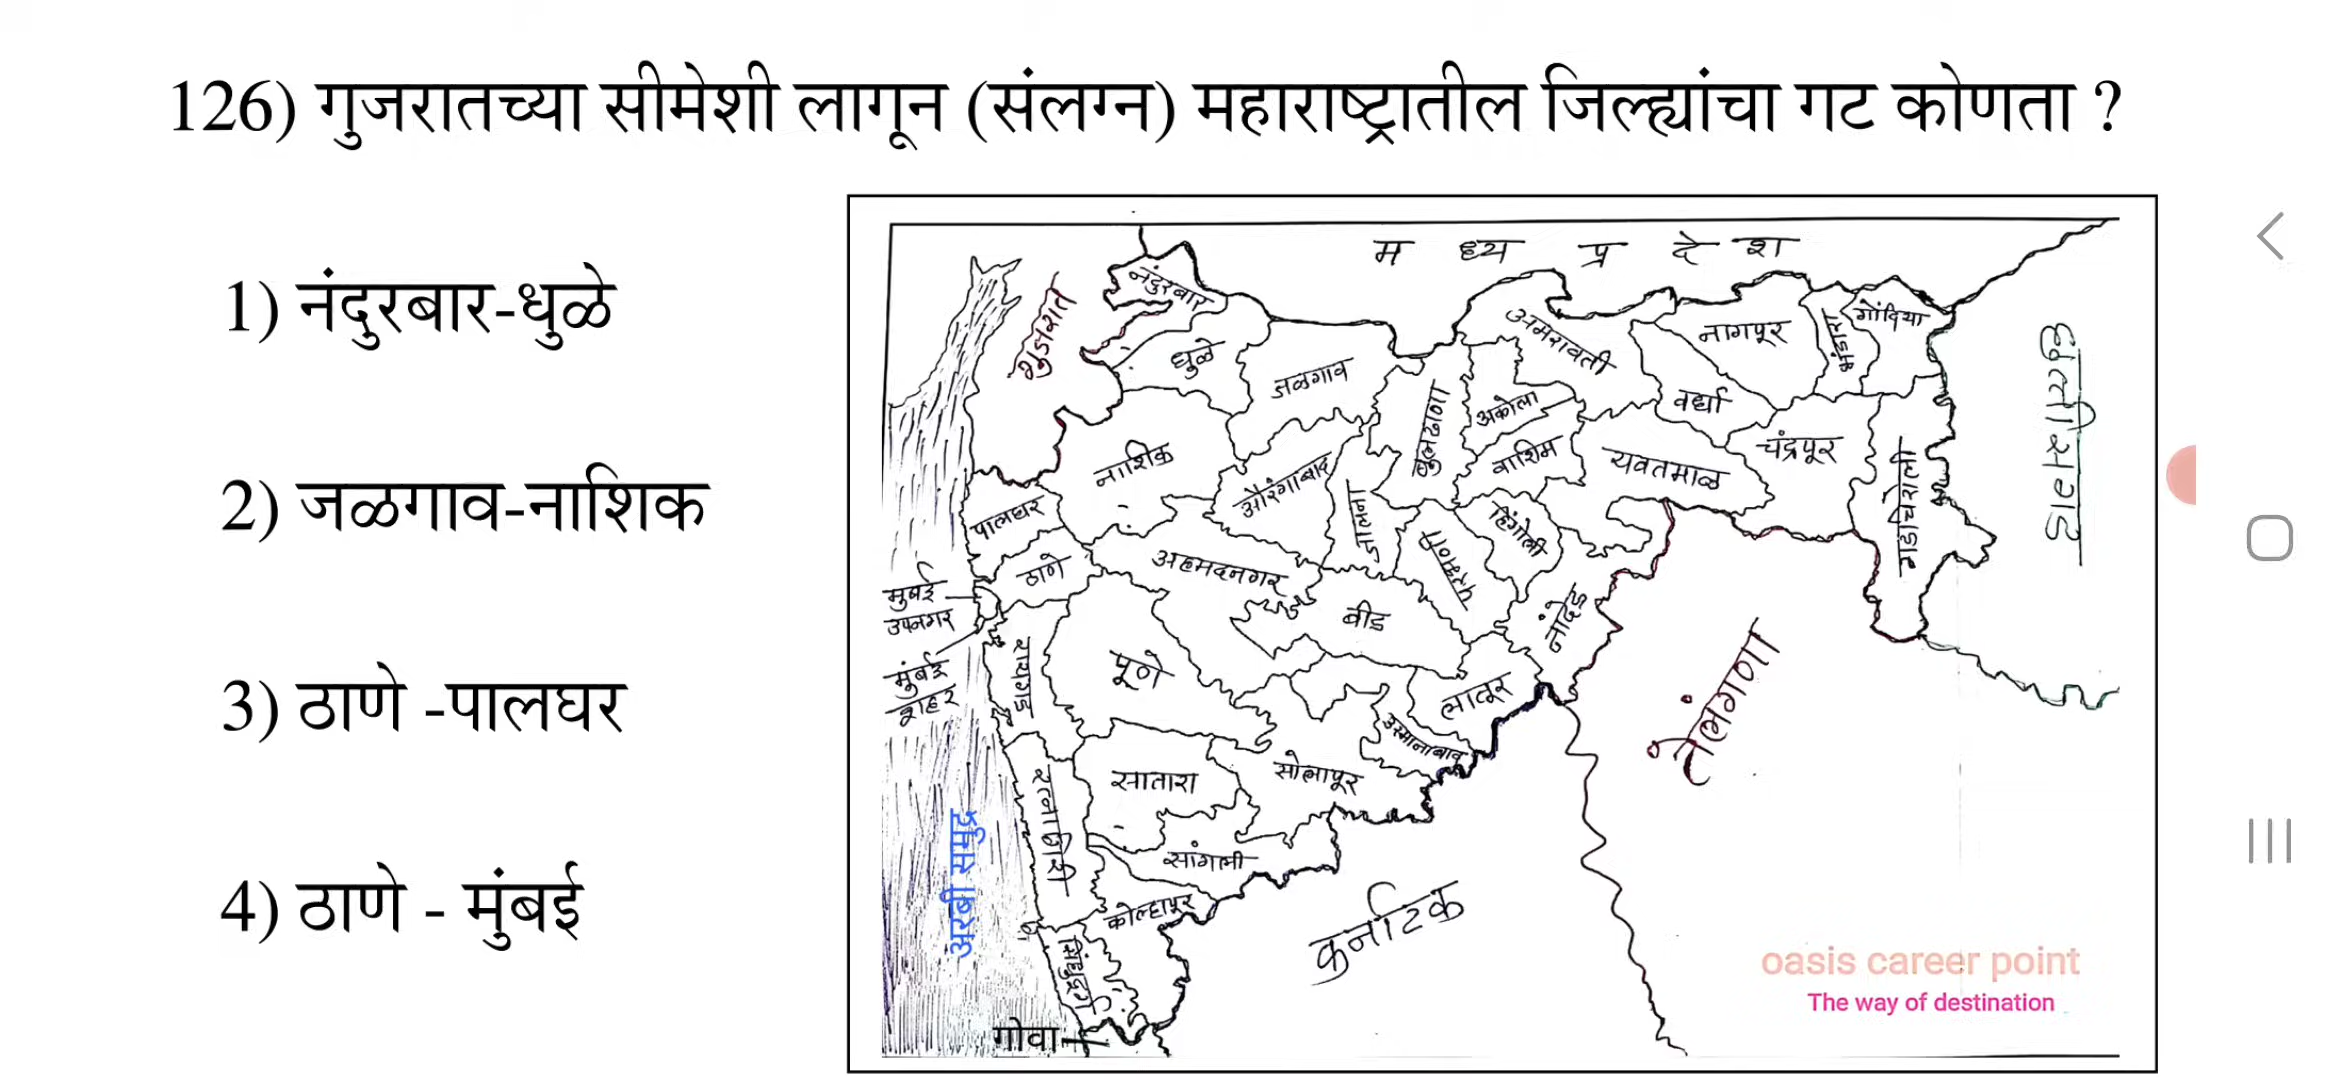 126) गुजरातच्या सीमेशी लागून (संलग्न) महाराष्ट्रातील जिल्ह्यांचा गट कोणता ?
1) नंदुरबार-धुळे
2) जळगाव-नाशिक
3) ठाणे -पालघर
4) ठाणे - मुंबई
म ध्य प्र दे श
गुजरात
नंदुरबार
धुळे
जळगाव
अमरावती
नागपूर
भंडारा
गोंदिया
छत्तीसगड
बुलढाणा
अकोला
वर्धा
नाशिक
औरंगाबाद
जालना
वाशिम
यवतमाळ
चंद्रपूर
गडचिरोली
पालघर
ठाणे
अहमदनगर
परभणी
हिंगोली
नांदेड
मुंबई
उपनगर
मुंबई
शहर
रायगड
पूणे
बीड
लातूर
उस्मानाबाद
तेलंगणा
सातारा
सोलापूर
रत्नागिरी
सांगली
कोल्हापूर
सिंधुदुर्ग
अरबी समुद्र
कर्नाटक
गोवा
oasis career point
The way of destination